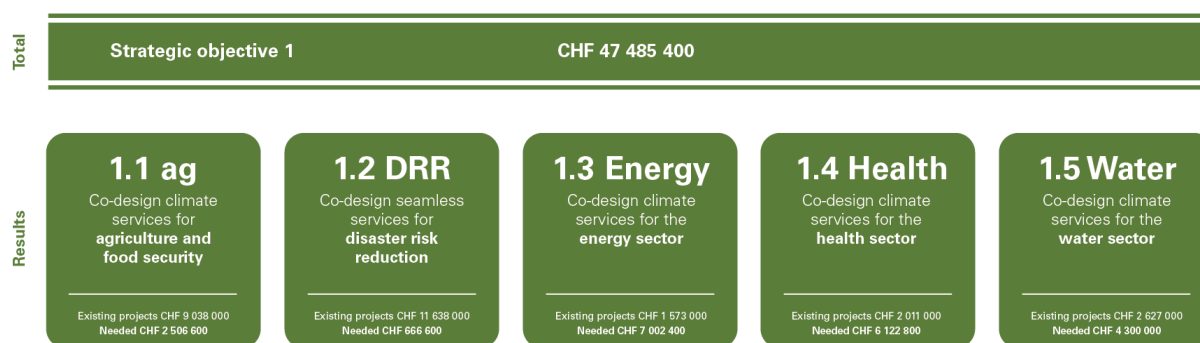 Total
Strategic objective 1
CHF 47 485 400
Results
1.1 ag
Co-design climate
services for
agriculture and
food security
Existing projects CHF 9 038 000
Needed CHF 2 506 600
1.2 DRR
Co-design seamless
services for
disaster risk
reduction
Existing projects CHF 11 638 000
Needed CHF 666 600
1.3 Energy
Co-design climate
services for the
energy sector
Existing projects CHF 1 573 000
Needed CHF 7 002 400
1.4 Health
Co-design climate
services for the
health sector
Existing projects CHF 2 011 000
Needed CHF 6 122 800
1.5 Water
Co-design climate
services for the
water sector
Existing projects CHF 2 627 000
Needed CHF 4 300 000